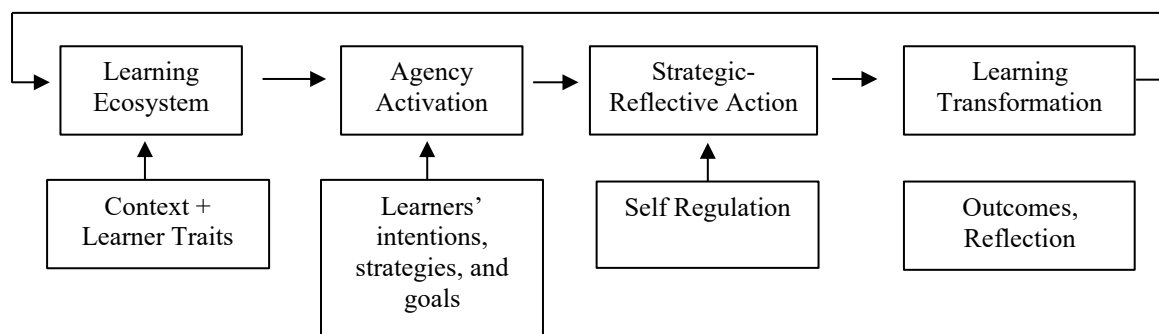 Learning
Ecosystem
Agency
Activation
Strategic-
Reflective Action
Learning
Transformation
Context +
Learner Traits
Learners’
intentions,
strategies, and
goals
Self Regulation
Outcomes,
Reflection